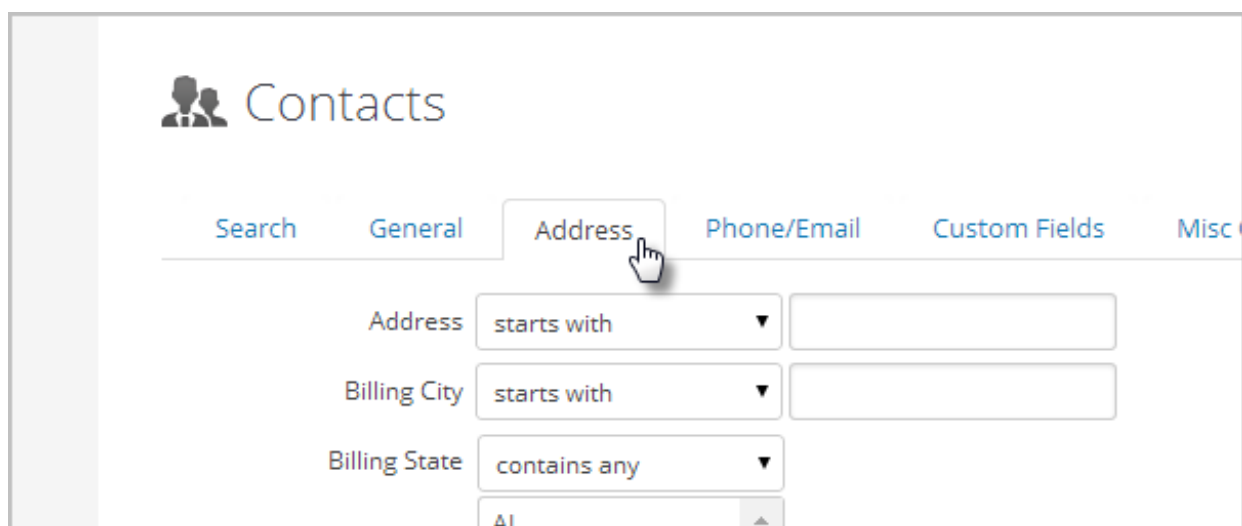 Contacts
Search General Address Phone/Email Custom Fields Misc
Address starts with
Billing City starts with
Billing State contains any